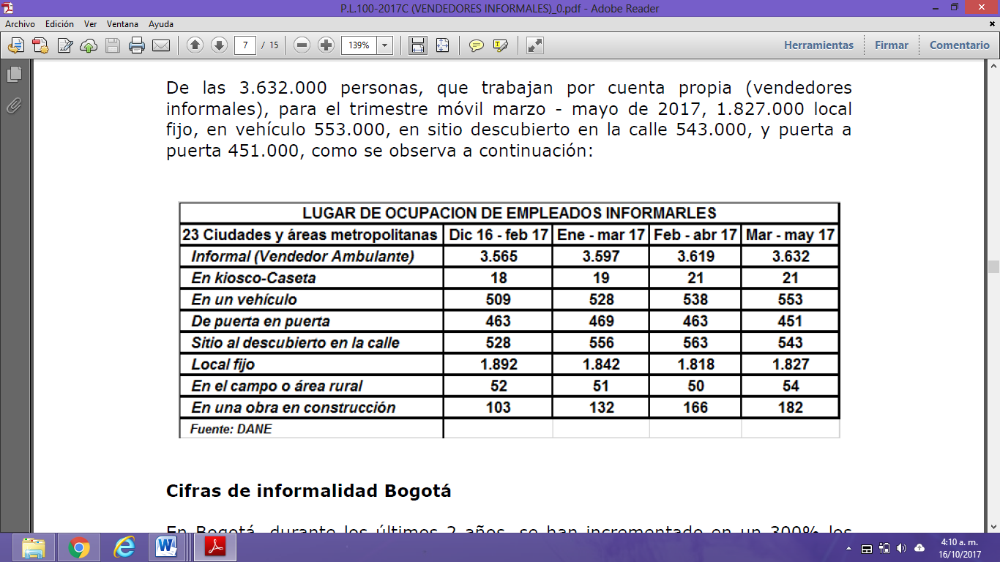 P.L.100-2017C (VENDEDORES INFORMALES)_0.pdf - Adobe Reader
Archivo Edición Ver Ventana Ayuda
7 / 15 139% Herramientas Firmar Comentario
De las 3.632.000 personas, que trabajan por cuenta propia (vendedores
informales), para el trimestre móvil marzo - mayo de 2017, 1.827.000 local
fijo, en vehículo 553.000, en sitio descubierto en la calle 543.000, y puerta a
puerta 451.000, como se observa a continuación:
LUGAR DE OCUPACION DE EMPLEADOS INFORMARLES
23 Ciudades y áreas metropolitanas Dic 16 - feb 17 Ene - mar 17 Feb - abr 17 Mar - may 17
Informal (Vendedor Ambulante) 3.565 3.597 3.619 3.632
En kiosco-Caseta 18 19 21 21
En un vehículo 509 528 538 553
De puerta en puerta 463 469 463 451
Sitio al descubierto en la calle 528 556 563 543
Local fijo 1.892 1.842 1.818 1.827
En el campo o área rural 52 51 50 54
En una obra en construcción 103 132 166 182
Fuente: DANE
Cifras de informalidad Bogotá
En Bogotá, durante los últimos 2 años, se han incrementado en un 300% los
4:10 a. m.
16/10/2017